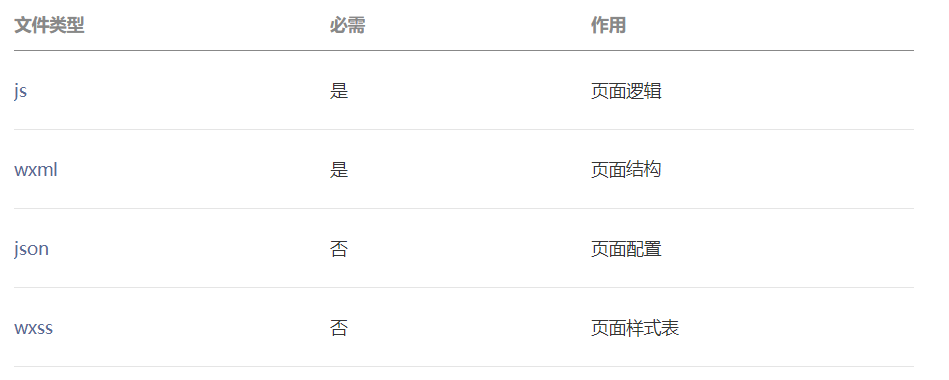 文件类型 必需 作用
js 是 页面逻辑
wxml 是 页面结构
json 否 页面配置
wxss 否 页面样式表